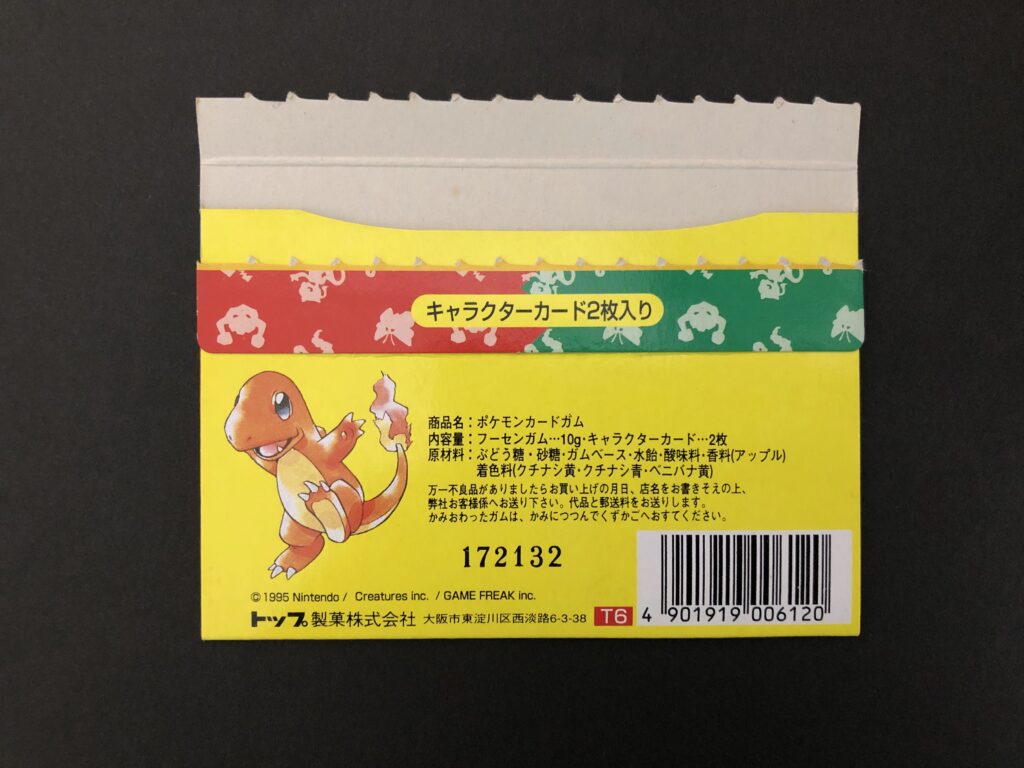 キャラクターカード2枚入り
商品名：ポケモンカードガム
内容量：フーセンガム…10g・キャラクターカード…2枚
原材料：ぶどう糖・砂糖・ガムベース・水飴・酸味料・香料(アップル)
着色料(クチナシ黄・クチナシ青・ベニバナ黄)
万一不良品がありましたらお買い上げの月日、店名をお書きそえの上、
弊社お客様係へお送り下さい。代品と郵送料をお送りします。
かみおわったガムは、かみにつつんでくずかごへおすてください。
172132
©1995 Nintendo / Creatures inc. / GAME FREAK inc.
トップ製菓株式会社 大阪市東淀川区西淡路6-3-38 T6
4 901919 006120